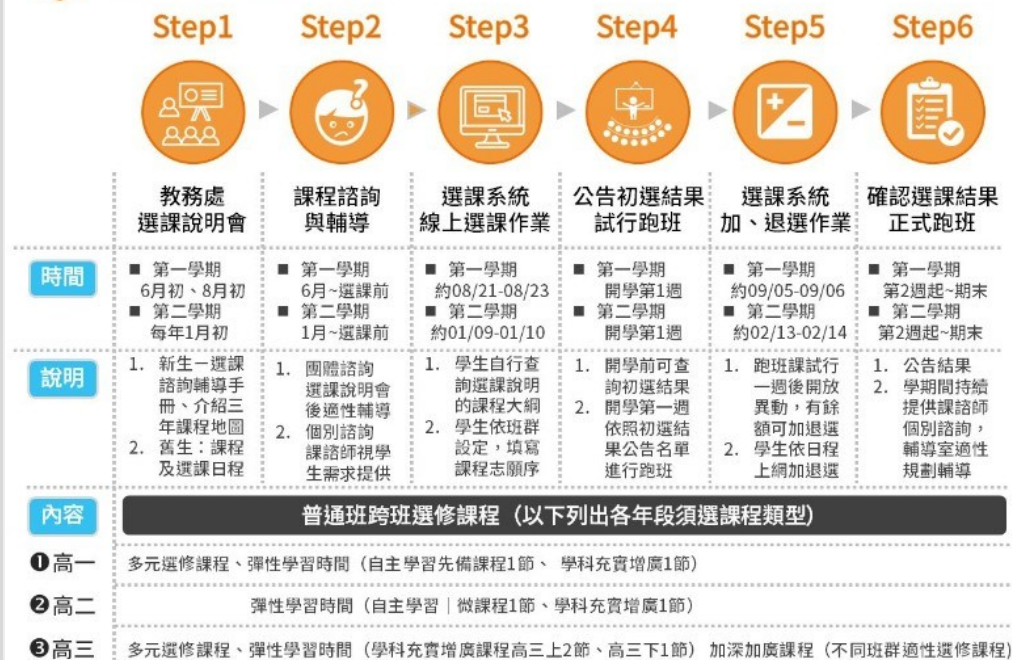 Step1 Step2 Step3 Step4 Step5 Step6
教務處
選課說明會
課程諮詢
與輔導
選課系統
線上選課作業
公告初選結果
試行跑班
選課系統
加、退選作業
確認選課結果
正式跑班
時間
■ 第一學期
6月初、8月初
■ 第二學期
每年1月初
■ 第一學期
6月~選課前
■ 第二學期
1月~選課前
■ 第一學期
約08/21-08/23
■ 第二學期
約01/09-01/10
■ 第一學期
開學第1週
■ 第二學期
開學第1週
■ 第一學期
約09/05-09/06
■ 第二學期
約02/13-02/14
■ 第一學期
第2週起~期末
■ 第二學期
第2週起~期末
說明
1. 新生—選課
諮詢輔導手
冊、介紹三
年課程地圖
2. 舊生：課程
及選課日程
1. 團體諮詢
選課說明會
後適性輔導
2. 個別諮詢
課諮師視學
生需求提供
1. 學生自行查
詢選課說明
的課程大綱
2. 學生依班群
設定，填寫
課程志願序
1. 開學前可查
詢初選結果
2. 開學第一週
依照初選結
果公告名單
進行跑班
1. 跑班課試行
一週後開放
異動，有餘
額可加退選
2. 學生依日程
上網加退選
1. 公告結果
2. 學期間持續
提供課諮師
個別諮詢，
輔導室適性
規劃輔導
內容
普通班跨班選修課程（以下列出各年段須選課程類型）
❶高一 多元選修課程、彈性學習時間（自主學習先備課程1節、 學科充實增廣1節）
❷高二 彈性學習時間（自主學習｜微課程1節、學科充實增廣1節）
❸高三 多元選修課程、彈性學習時間（學科充實增廣課程高三上2節、高三下1節） 加深加廣課程（不同班群適性選修課程）